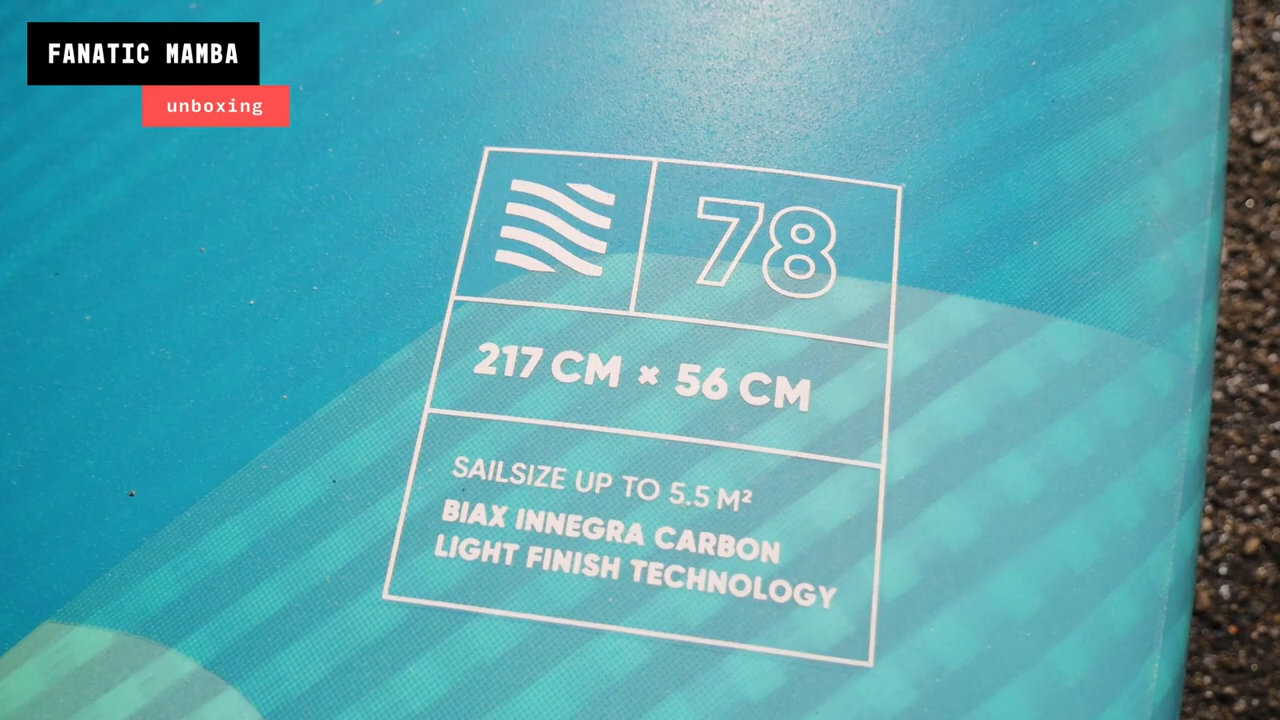 FANATIC MAMBA
unboxing
78
217 CM × 56 CM
SAILSIZE UP TO 5.5 M²
BIAX INNEGRA CARBON
LIGHT FINISH TECHNOLOGY